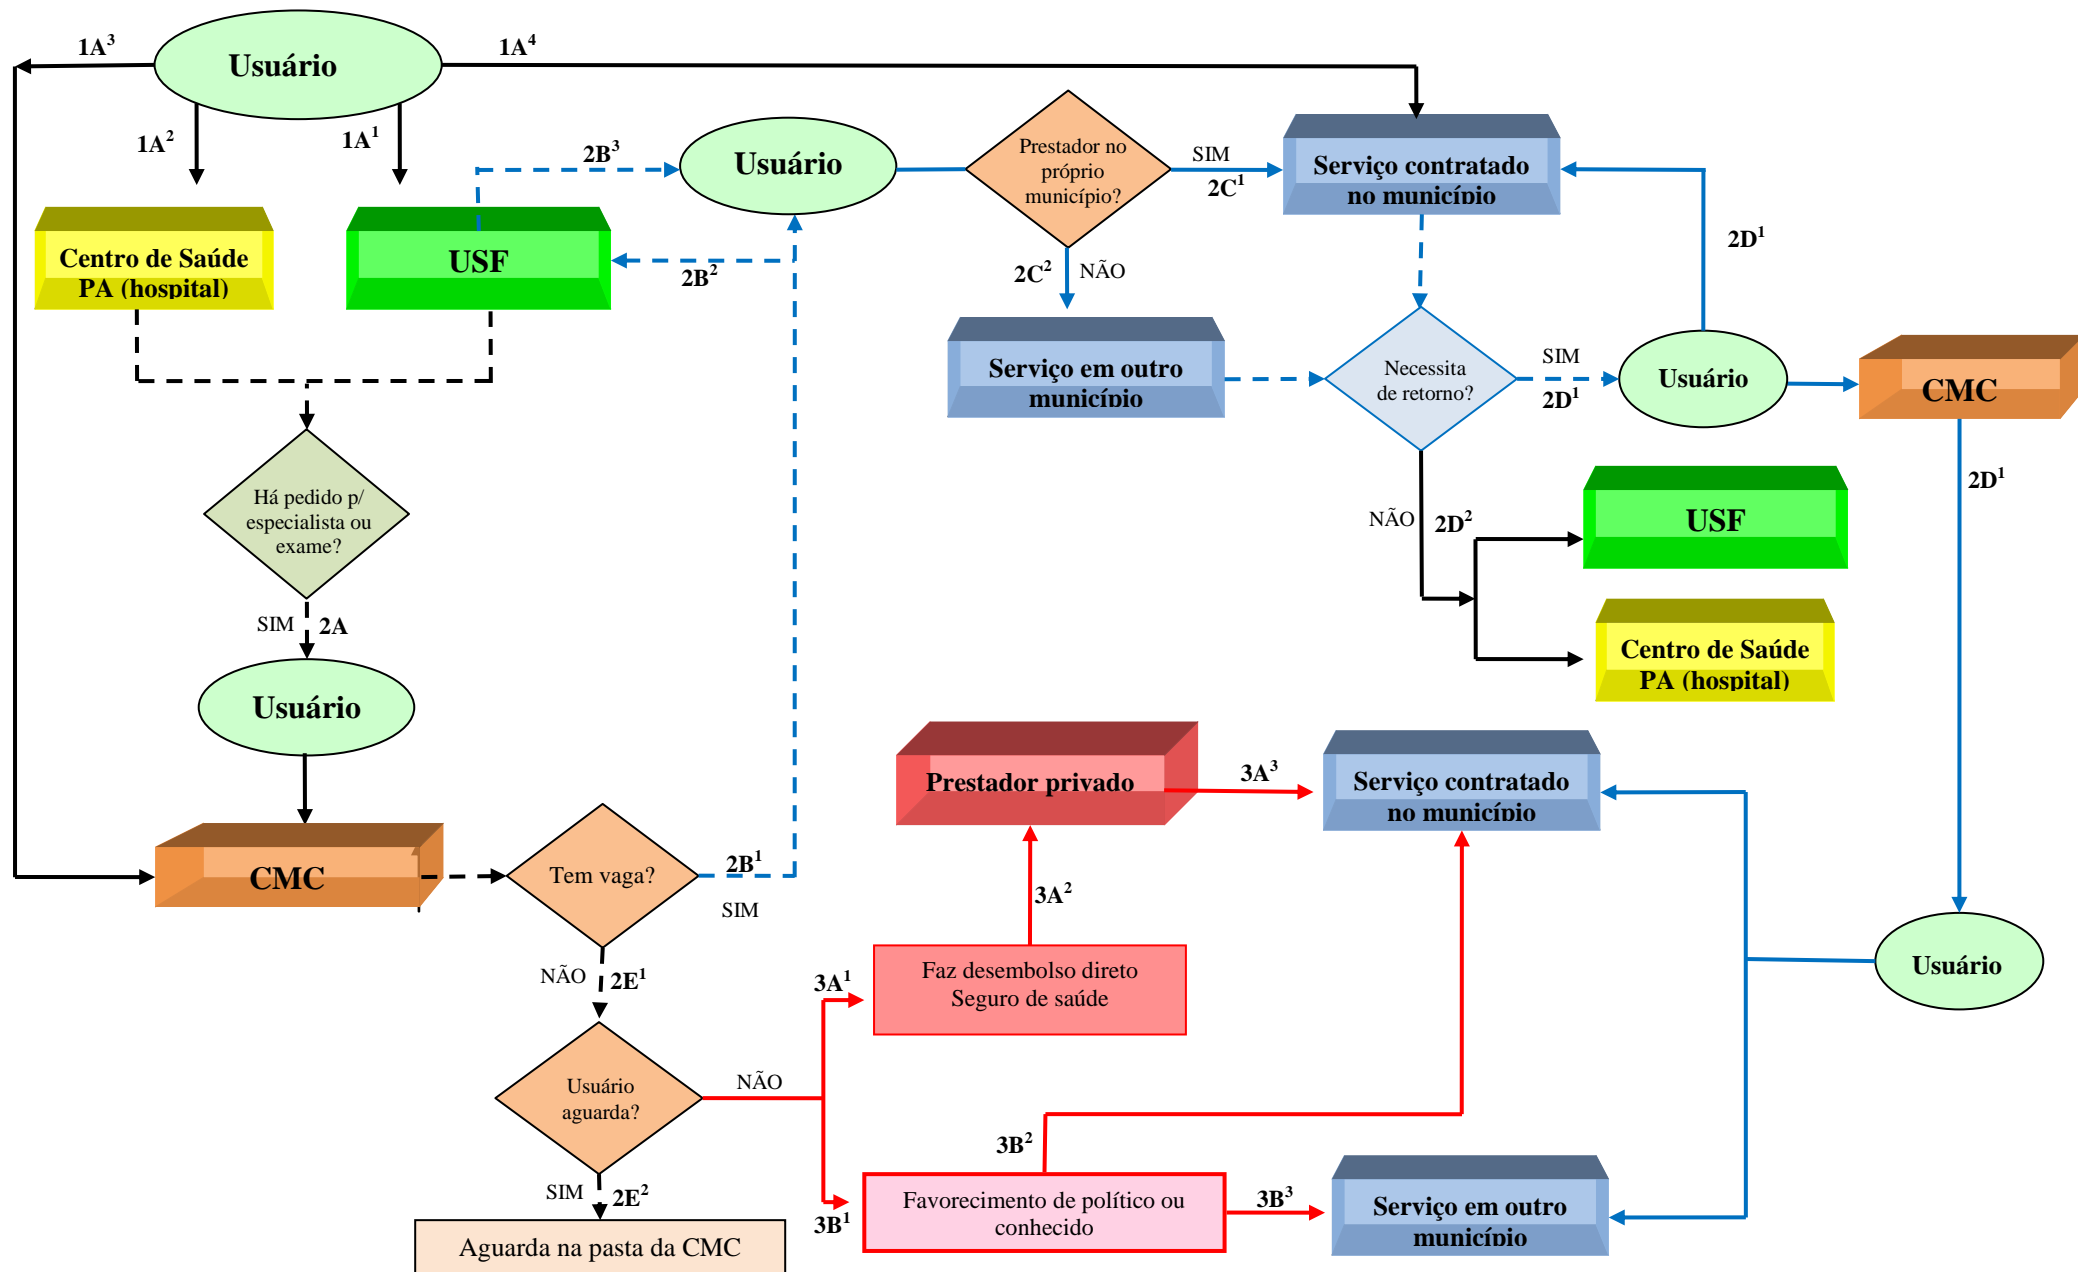 1A³
Usuário
1A⁴
1A²
1A¹
2B³
Usuário
Prestador no
próprio
município?
SIM
2C¹
Serviço contratado
no município
Centro de Saúde
PA (hospital)
USF
2B²
2C²
NÃO
2D¹
Serviço em outro
município
Necessita
de retorno?
SIM
2D¹
Usuário
CMC
Há pedido p/
especialista ou
exame?
NÃO
2D²
USF
2D¹
SIM
2A
Centro de Saúde
PA (hospital)
Usuário
Prestador privado
3A³
Serviço contratado
no município
CMC
Tem vaga?
2B¹
SIM
3A²
NÃO
2E¹
3A¹
Faz desembolso direto
Seguro de saúde
Usuário
Usuário
aguarda?
NÃO
3B²
SIM
2E²
3B¹
Favorecimento de político ou
conhecido
3B³
Serviço em outro
município
Aguarda na pasta da CMC